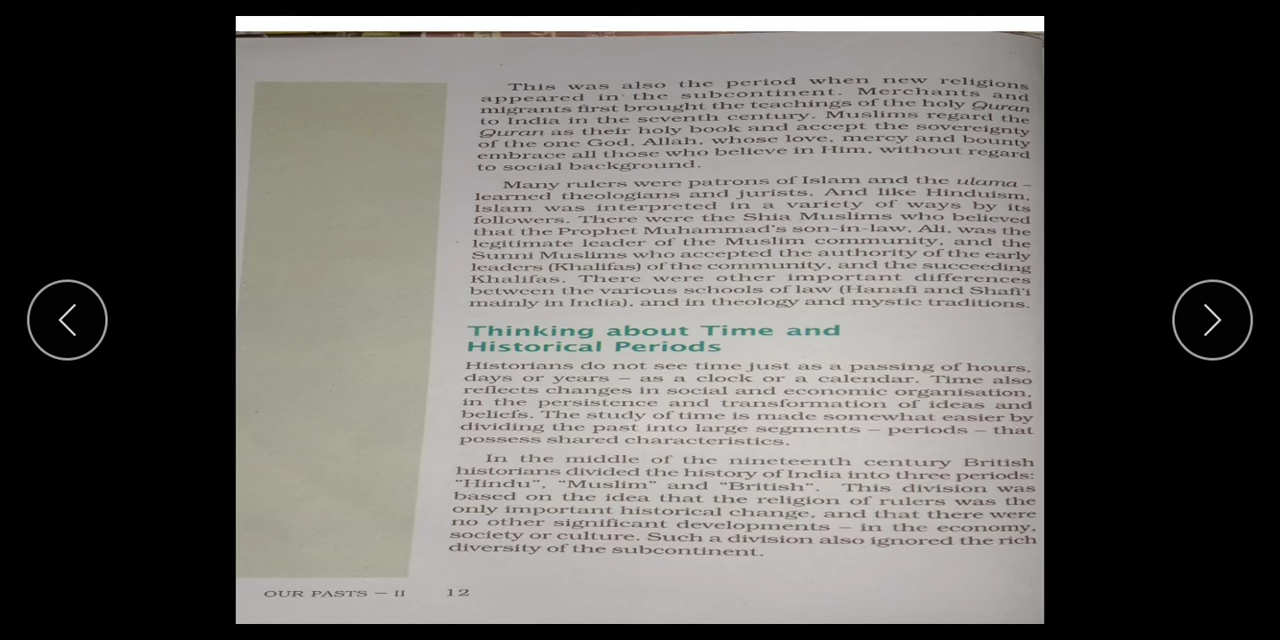 This was also the period when new religions
appeared in the subcontinent. Merchants and
migrants first brought the teachings of the holy Quran
to India in the seventh century. Muslims regard the
Quran as their holy book and accept the sovereignty
of the one God, Allah, whose love, mercy and bounty
embrace all those who believe in Him, without regard
to social background.
Many rulers were patrons of Islam and the ulama –
learned theologians and jurists. And like Hinduism,
Islam was interpreted in a variety of ways by its
followers. There were the Shia Muslims who believed
that the Prophet Muhammad's son-in-law, Ali, was the
legitimate leader of the Muslim community, and the
Sunni Muslims who accepted the authority of the early
leaders (Khalifas) of the community, and the succeeding
Khalifas. There were other important differences
between the various schools of law (Hanafi and Shafi'i
mainly in India), and in theology and mystic traditions.
Thinking about Time and
Historical Periods
Historians do not see time just as a passing of hours,
days or years – as a clock or a calendar. Time also
reflects changes in social and economic organisation,
in the persistence and transformation of ideas and
beliefs. The study of time is made somewhat easier by
dividing the past into large segments – periods – that
possess shared characteristics.
In the middle of the nineteenth century British
historians divided the history of India into three periods:
"Hindu", "Muslim" and "British". This division was
based on the idea that the religion of rulers was the
only important historical change, and that there were
no other significant developments – in the economy,
society or culture. Such a division also ignored the rich
diversity of the subcontinent.
OUR PASTS – II 12